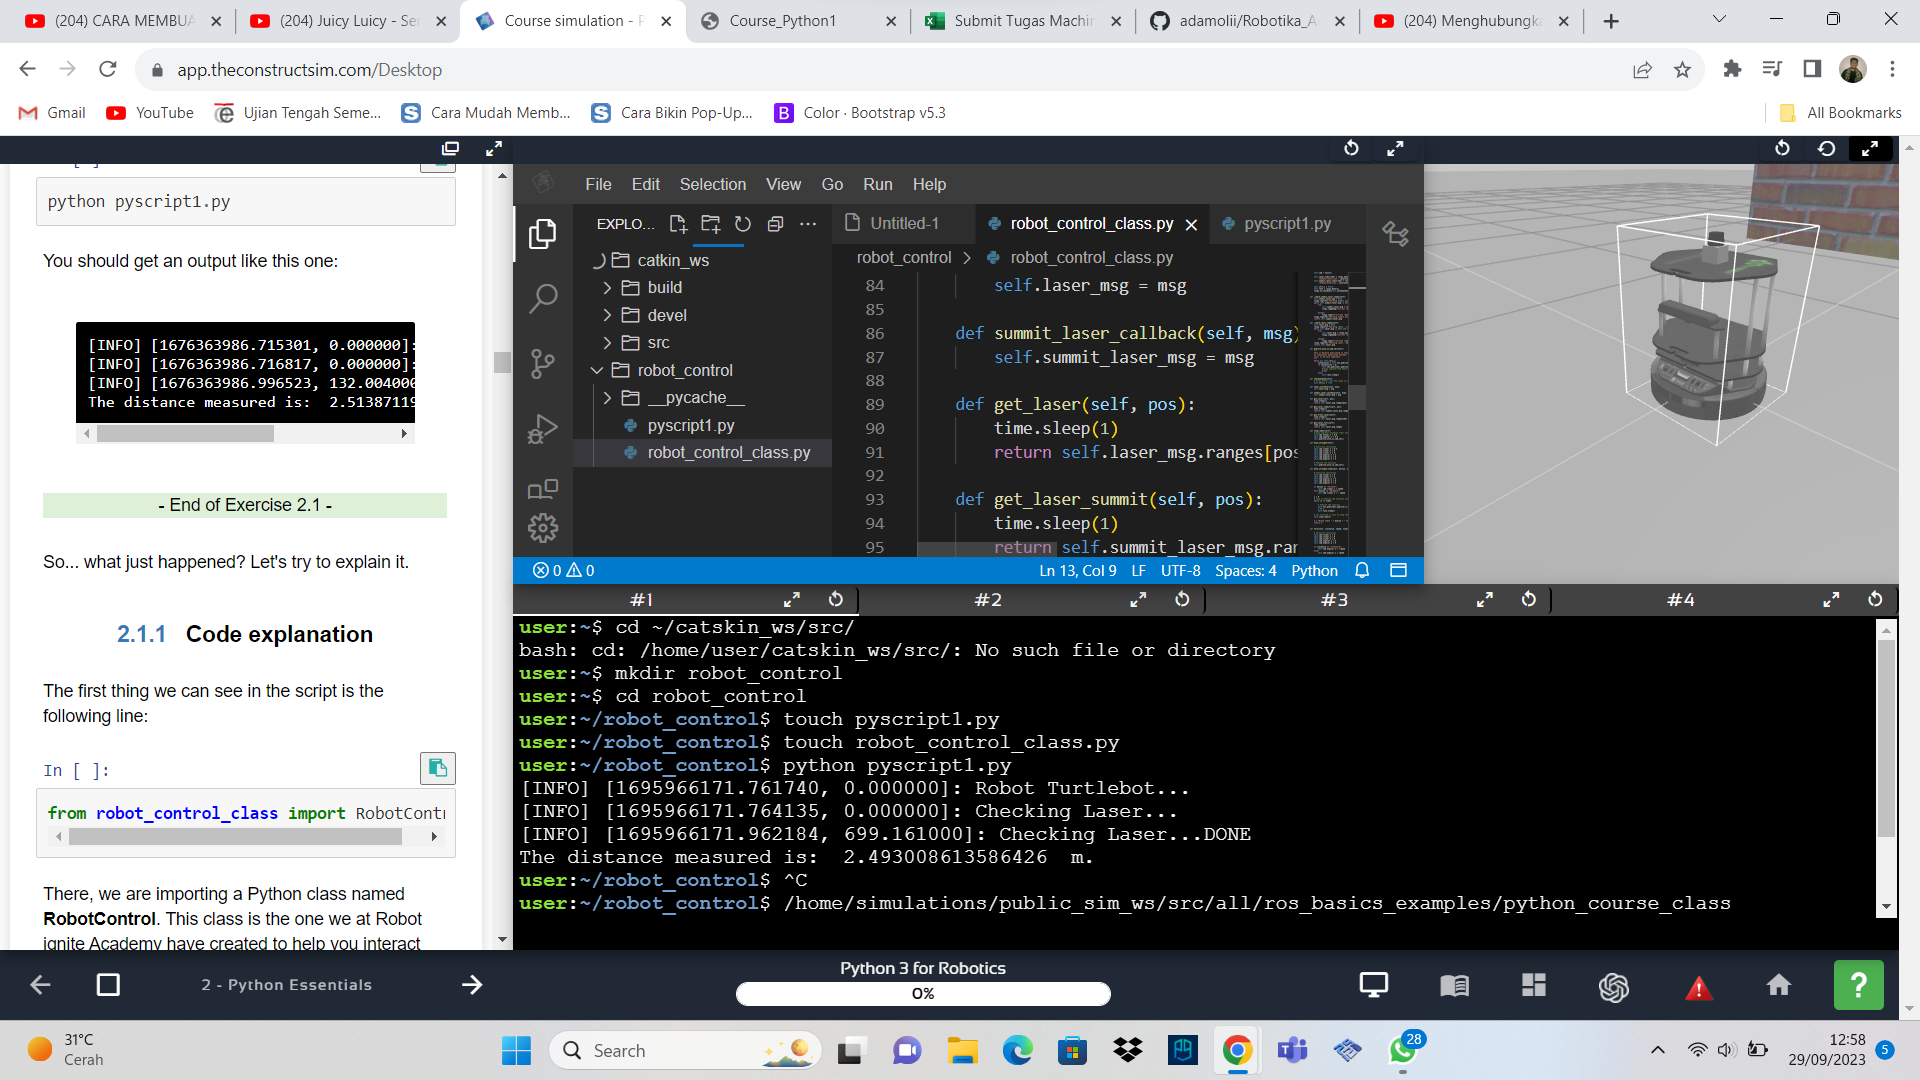 (204) CARA MEMBUA
(204) Juicy Luicy - Se
Course simulation - R
Course_Python1
Submit Tugas Machin
adamolii/Robotika_A
(204) Menghubungka
app.theconstructsim.com/Desktop
Gmail
YouTube
Ujian Tengah Seme...
Cara Mudah Memb...
Cara Bikin Pop-Up...
Color · Bootstrap v5.3
All Bookmarks
python pyscript1.py
You should get an output like this one:
[INFO] [1676363986.715301, 0.000000]:
[INFO] [1676363986.716817, 0.000000]:
[INFO] [1676363986.996523, 132.004000
The distance measured is:  2.51387119
- End of Exercise 2.1 -
So... what just happened? Let's try to explain it.
2.1.1 Code explanation
The first thing we can see in the script is the
following line:
In [ ]:
from robot_control_class import RobotContr
There, we are importing a Python class named
RobotControl. This class is the one we at Robot
ignite Academy have created to help you interact
File Edit Selection View Go Run Help
EXPLO...
catkin_ws
build
devel
src
robot_control
__pycache__
pyscript1.py
robot_control_class.py
Untitled-1
robot_control_class.py
pyscript1.py
robot_control > robot_control_class.py
84 self.laser_msg = msg
85
86 def summit_laser_callback(self, msg)
87 self.summit_laser_msg = msg
88
89 def get_laser(self, pos):
90 time.sleep(1)
91 return self.laser_msg.ranges[pos
92
93 def get_laser_summit(self, pos):
94 time.sleep(1)
95 return self.summit_laser_msg.ran
0 0
Ln 13, Col 9 LF UTF-8 Spaces: 4 Python
#1
#2
#3
#4
user:~$ cd ~/catskin_ws/src/
bash: cd: /home/user/catskin_ws/src/: No such file or directory
user:~$ mkdir robot_control
user:~$ cd robot_control
user:~/robot_control$ touch pyscript1.py
user:~/robot_control$ touch robot_control_class.py
user:~/robot_control$ python pyscript1.py
[INFO] [1695966171.761740, 0.000000]: Robot Turtlebot...
[INFO] [1695966171.764135, 0.000000]: Checking Laser...
[INFO] [1695966171.962184, 699.161000]: Checking Laser...DONE
The distance measured is:  2.493008613586426  m.
user:~/robot_control$ ^C
user:~/robot_control$ /home/simulations/public_sim_ws/src/all/ros_basics_examples/python_course_class
2 - Python Essentials
Python 3 for Robotics
0%
?
31°C
Cerah
Search
28
12:58
29/09/2023
5